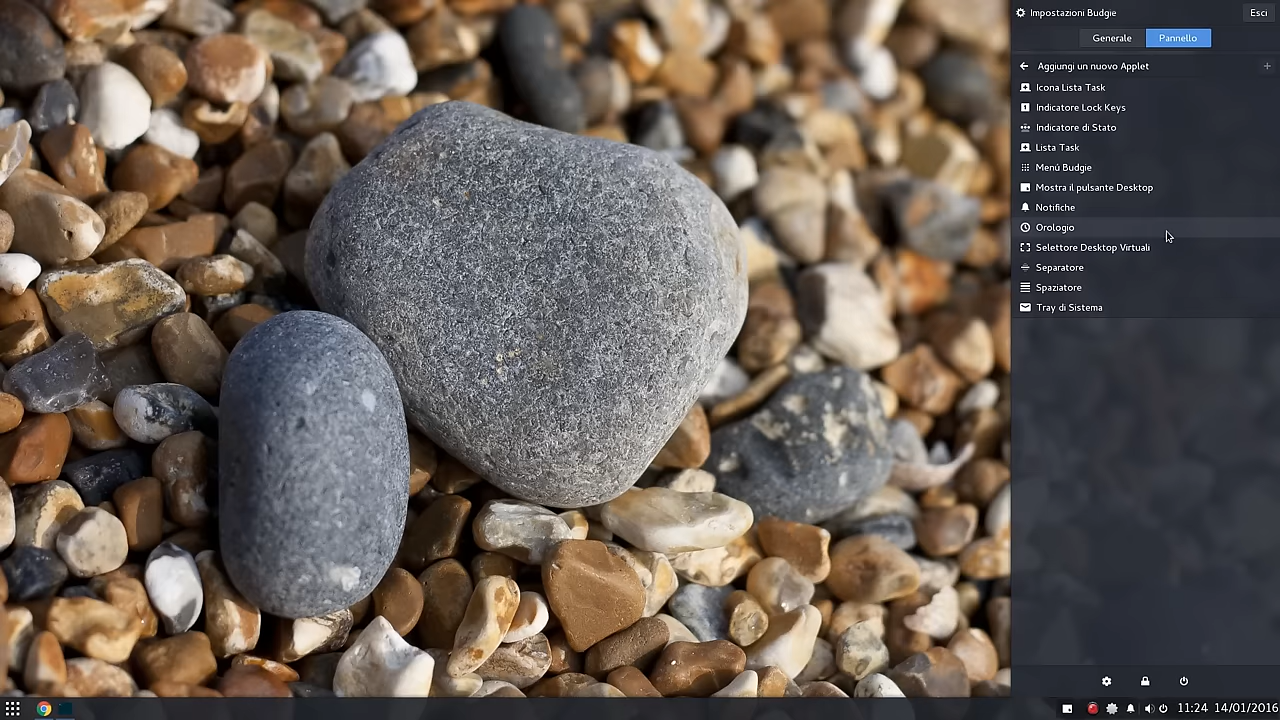 Impostazioni Budgie
Esci
Generale
Pannello
Aggiungi un nuovo Applet
Icona Lista Task
Indicatore Lock Keys
Indicatore di Stato
Lista Task
Menù Budgie
Mostra il pulsante Desktop
Notifiche
Orologio
Selettore Desktop Virtuali
Separatore
Spaziatore
Tray di Sistema
11:24 14/01/2016